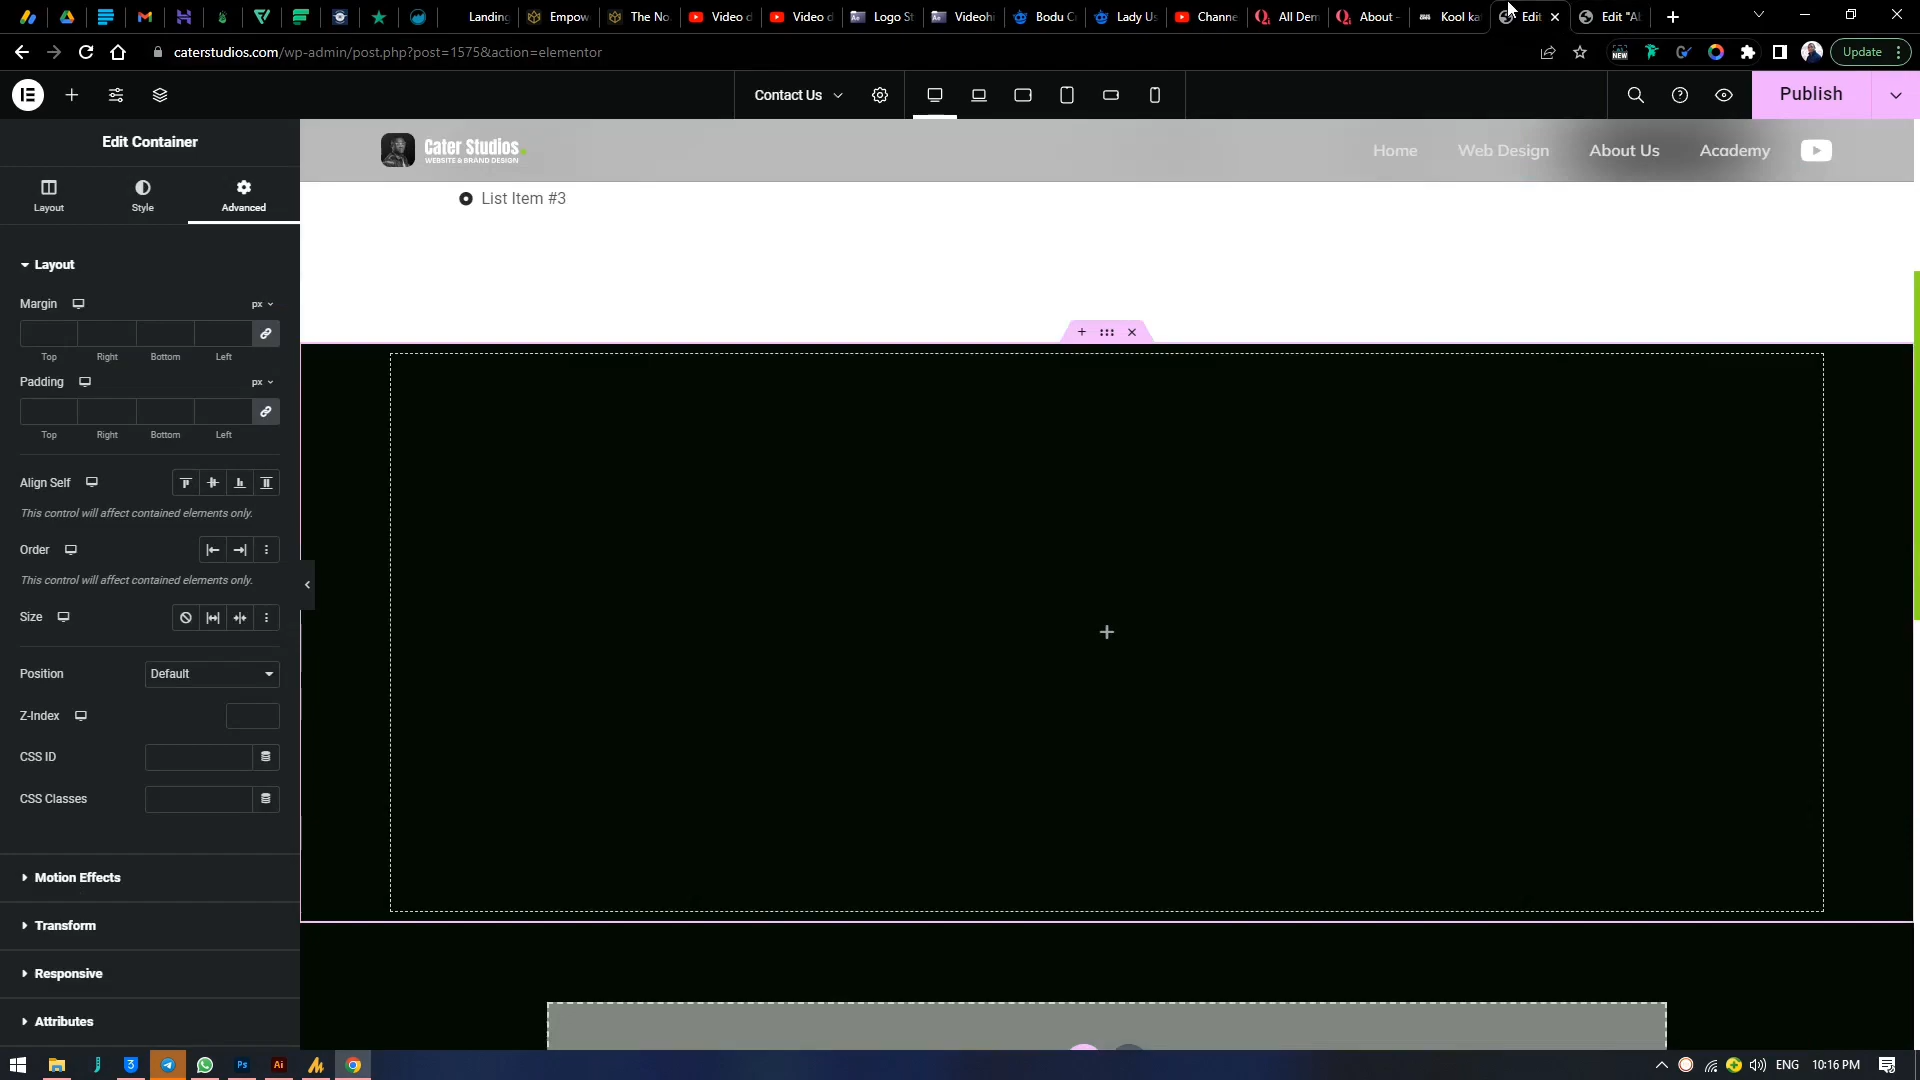 Landing
Empow
The No
Video d
Video d
Logo St
Videohi
Bodu C
Lady Us
Channe
All Dem
About -
Kool ka
Edit
Edit "Al
caterstudios.com/wp-admin/post.php?post=1575&action=elementor
NEW
Update
Contact Us
Publish
Edit Container
Layout
Style
Advanced
Cater Studios.
WEBSITE & BRAND DESIGN
Home
Web Design
About Us
Academy
List Item #3
Layout
Margin
px
Top
Right
Bottom
Left
Padding
px
Top
Right
Bottom
Left
Align Self
This control will affect contained elements only.
Order
This control will affect contained elements only.
Size
Position
Default
Z-Index
CSS ID
CSS Classes
Motion Effects
Transform
Responsive
Attributes
Ps
Ai
ENG
10:16 PM